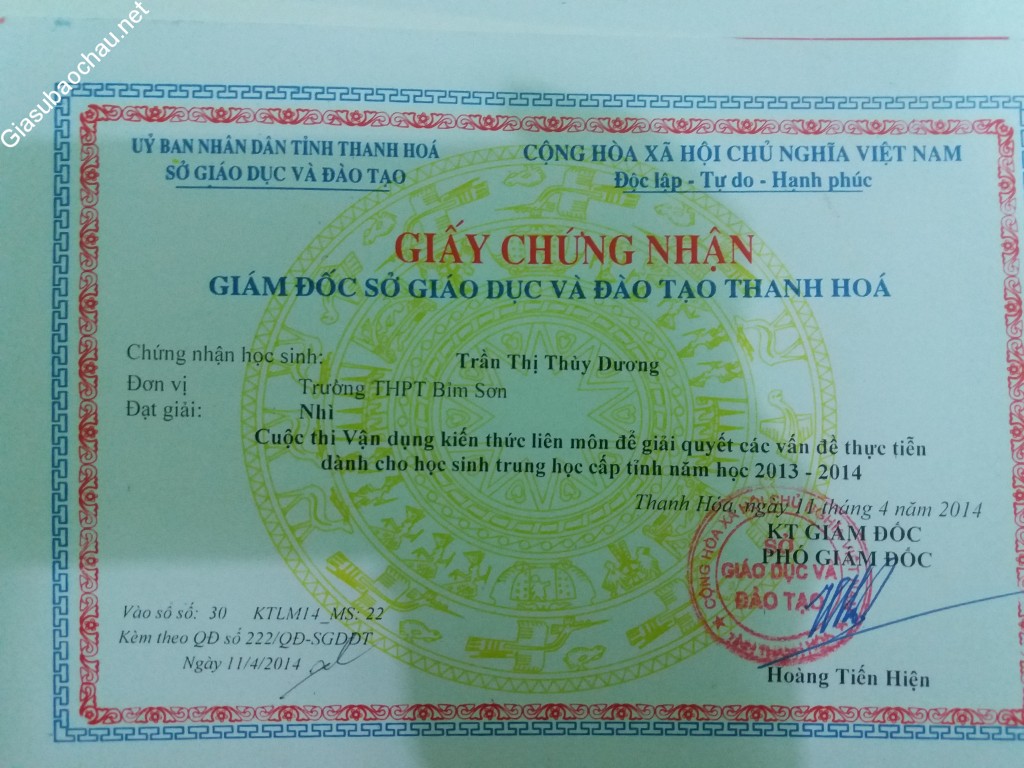 Giasubaochau.net
UỶ BAN NHÂN DÂN TỈNH THANH HOÁ
SỞ GIÁO DỤC VÀ ĐÀO TẠO
CỘNG HÒA XÃ HỘI CHỦ NGHĨA VIỆT NAM
Độc lập - Tự do - Hạnh phúc
GIẤY CHỨNG NHẬN
GIÁM ĐỐC SỞ GIÁO DỤC VÀ ĐÀO TẠO THANH HOÁ
Chứng nhận học sinh: Trần Thị Thùy Dương
Đơn vị Trường THPT Bỉm Sơn
Đạt giải: Nhì
Cuộc thi Vận dụng kiến thức liên môn để giải quyết các vấn đề thực tiễn
dành cho học sinh trung học cấp tỉnh năm học 2013 - 2014
Thanh Hóa, ngày 11 tháng 4 năm 2014
KT GIÁM ĐỐC
PHÓ GIÁM ĐỐC
SỞ
GIÁO DỤC VÀ
ĐÀO TẠO
Hoàng Tiến Hiện
Vào sổ số: 30 KTLM14_MS: 22
Kèm theo QĐ số 222/QĐ-SGDĐT
Ngày 11/4/2014